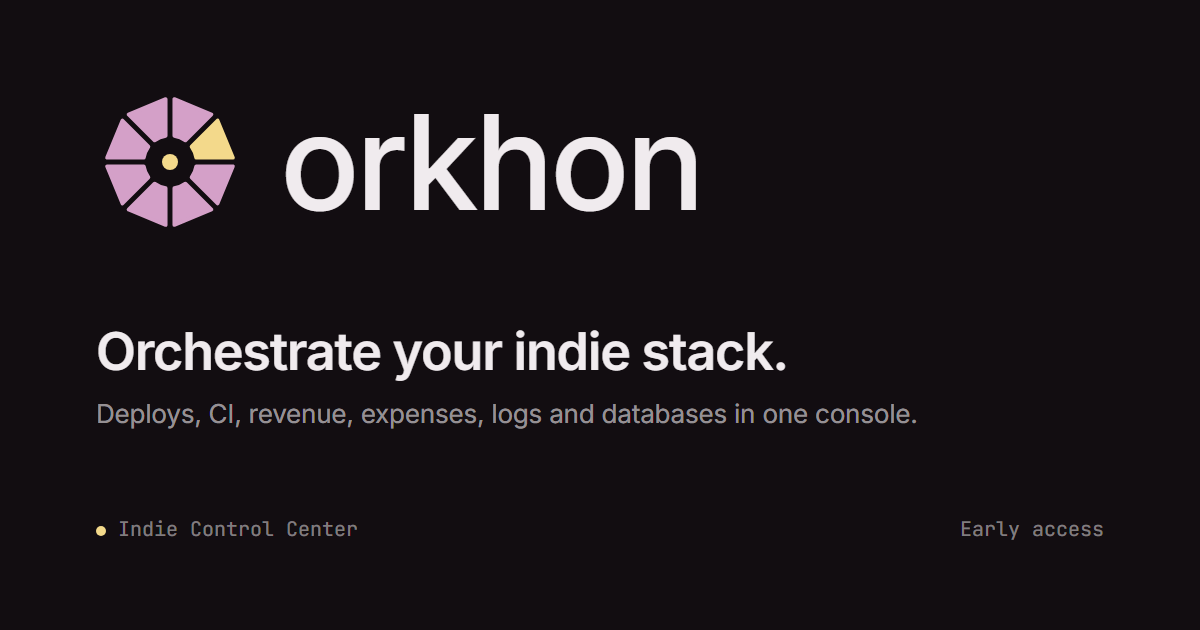 orkhon
Orchestrate your indie stack.
Deploys, CI, revenue, expenses, logs and databases in one console.
Indie Control Center
Early access